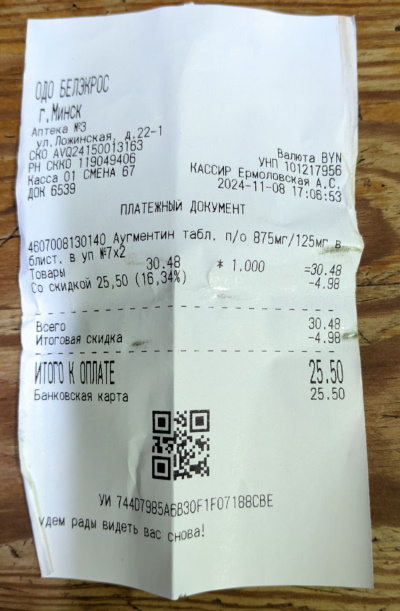 ОДО БЕЛЭКРОС
г.Минск
Аптека №3
ул.Ложинская, д.22-1
СКО AVQ24150013163 Валюта BYN
РН СККО 119049406 УНП 101217956
Касса 01 СМЕНА 67 КАССИР Ермоловская А.С.
ДОК 6539 2024-11-08 17:06:53
ПЛАТЕЖНЫЙ ДОКУМЕНТ
4607008130140 Аугментин табл. п/о 875мг/125мг в
блист. в уп №7х2
Товары 30.48 * 1.000 =30.48
Со скидкой 25,50 (16,34%) -4.98
Всего 30.48
Итоговая скидка -4.98
ИТОГО К ОПЛАТЕ 25.50
Банковская карта 25.50
УИ 744D7985A6B30F1F07188CBE
удем рады видеть вас снова!